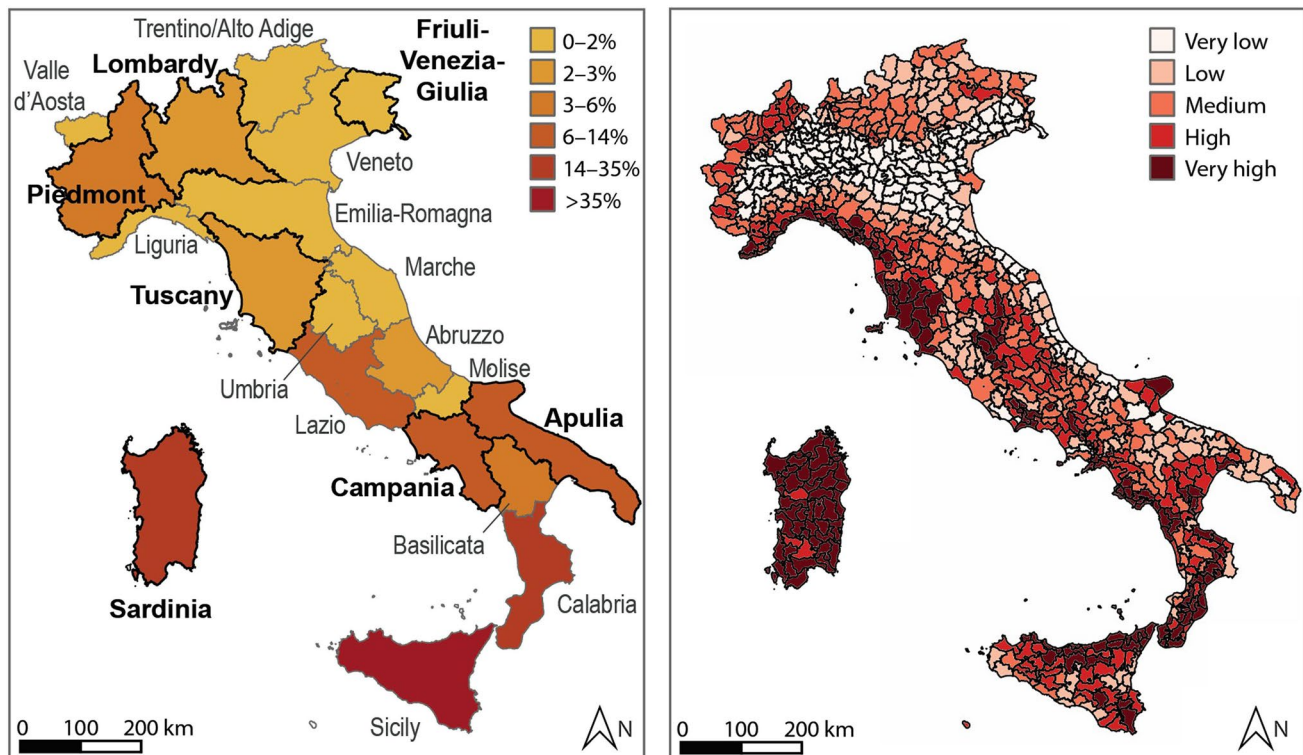 Trentino/Alto Adige
Friuli-
Venezia-
Giulia
Lombardy
Valle
d'Aosta
0–2%
2–3%
3–6%
6–14%
14–35%
>35%
Veneto
Piedmont
Emilia-Romagna
Liguria
Marche
Tuscany
Abruzzo
Molise
Umbria
Lazio
Apulia
Campania
Basilicata
Sardinia
Calabria
Sicily
0 100 200 km
N
Very low
Low
Medium
High
Very high
0 100 200 km
N